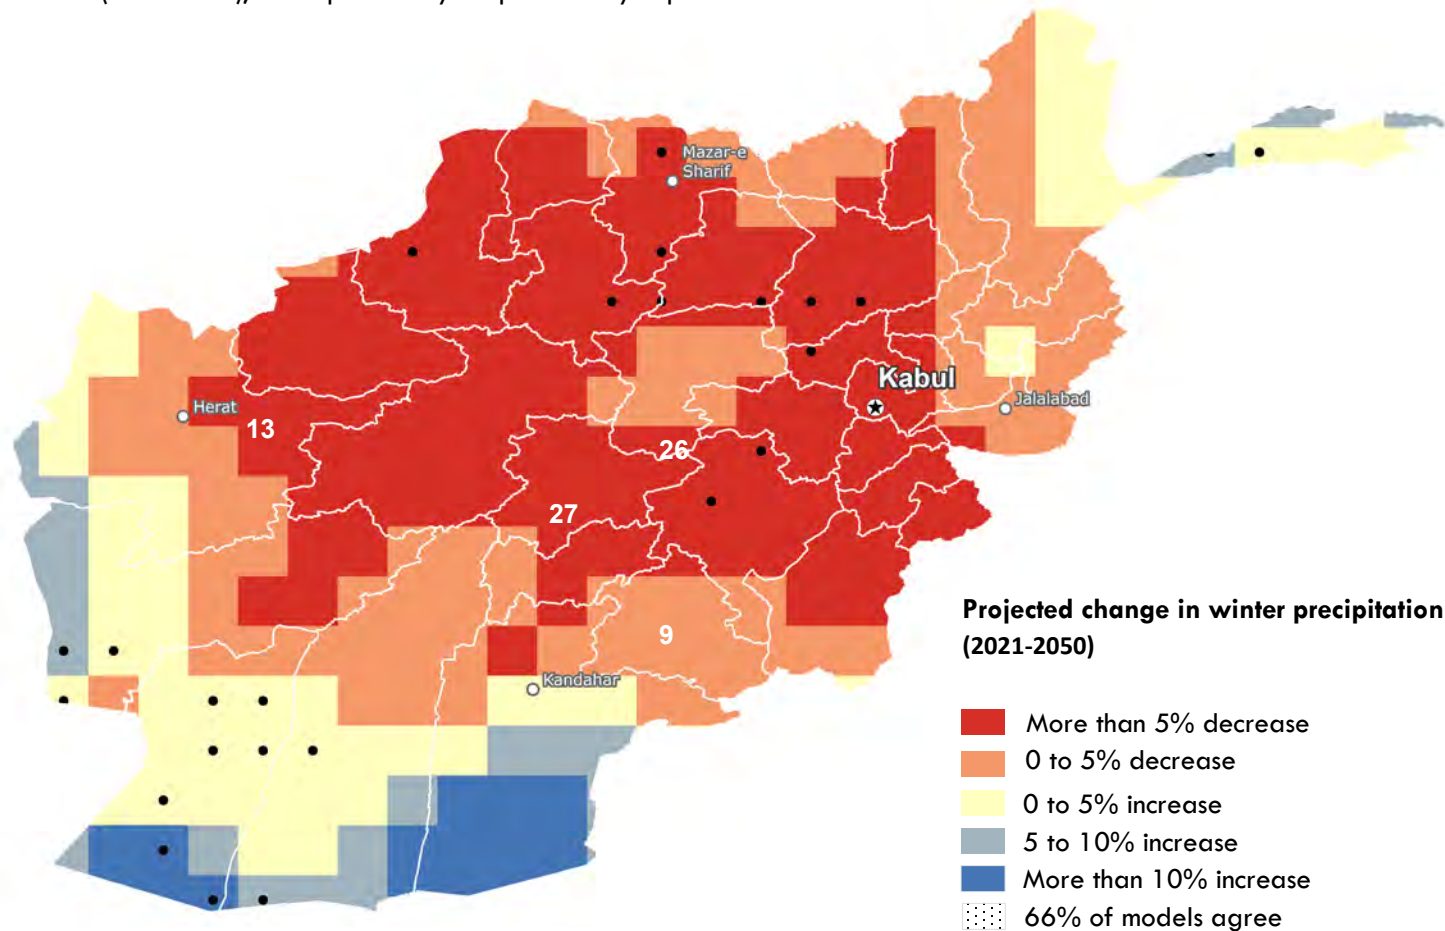 Mazar-e
Sharif
Kabul
Herat
Jalalabad
13
26
27
9
Kandahar
Projected change in winter precipitation
(2021-2050)
More than 5% decrease
0 to 5% decrease
0 to 5% increase
5 to 10% increase
More than 10% increase
66% of models agree